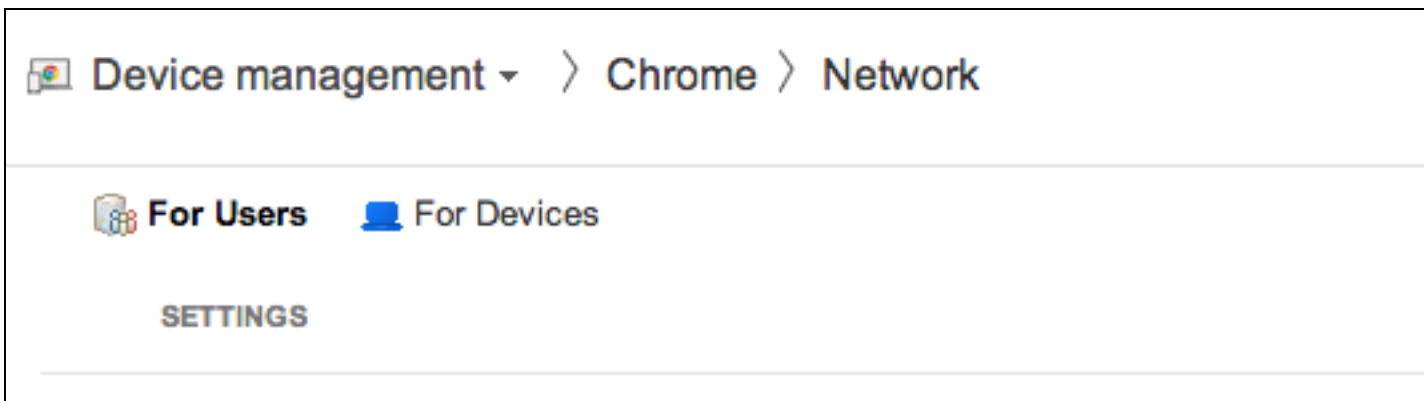 Device management 〉 Chrome 〉 Network
For Users For Devices
SETTINGS